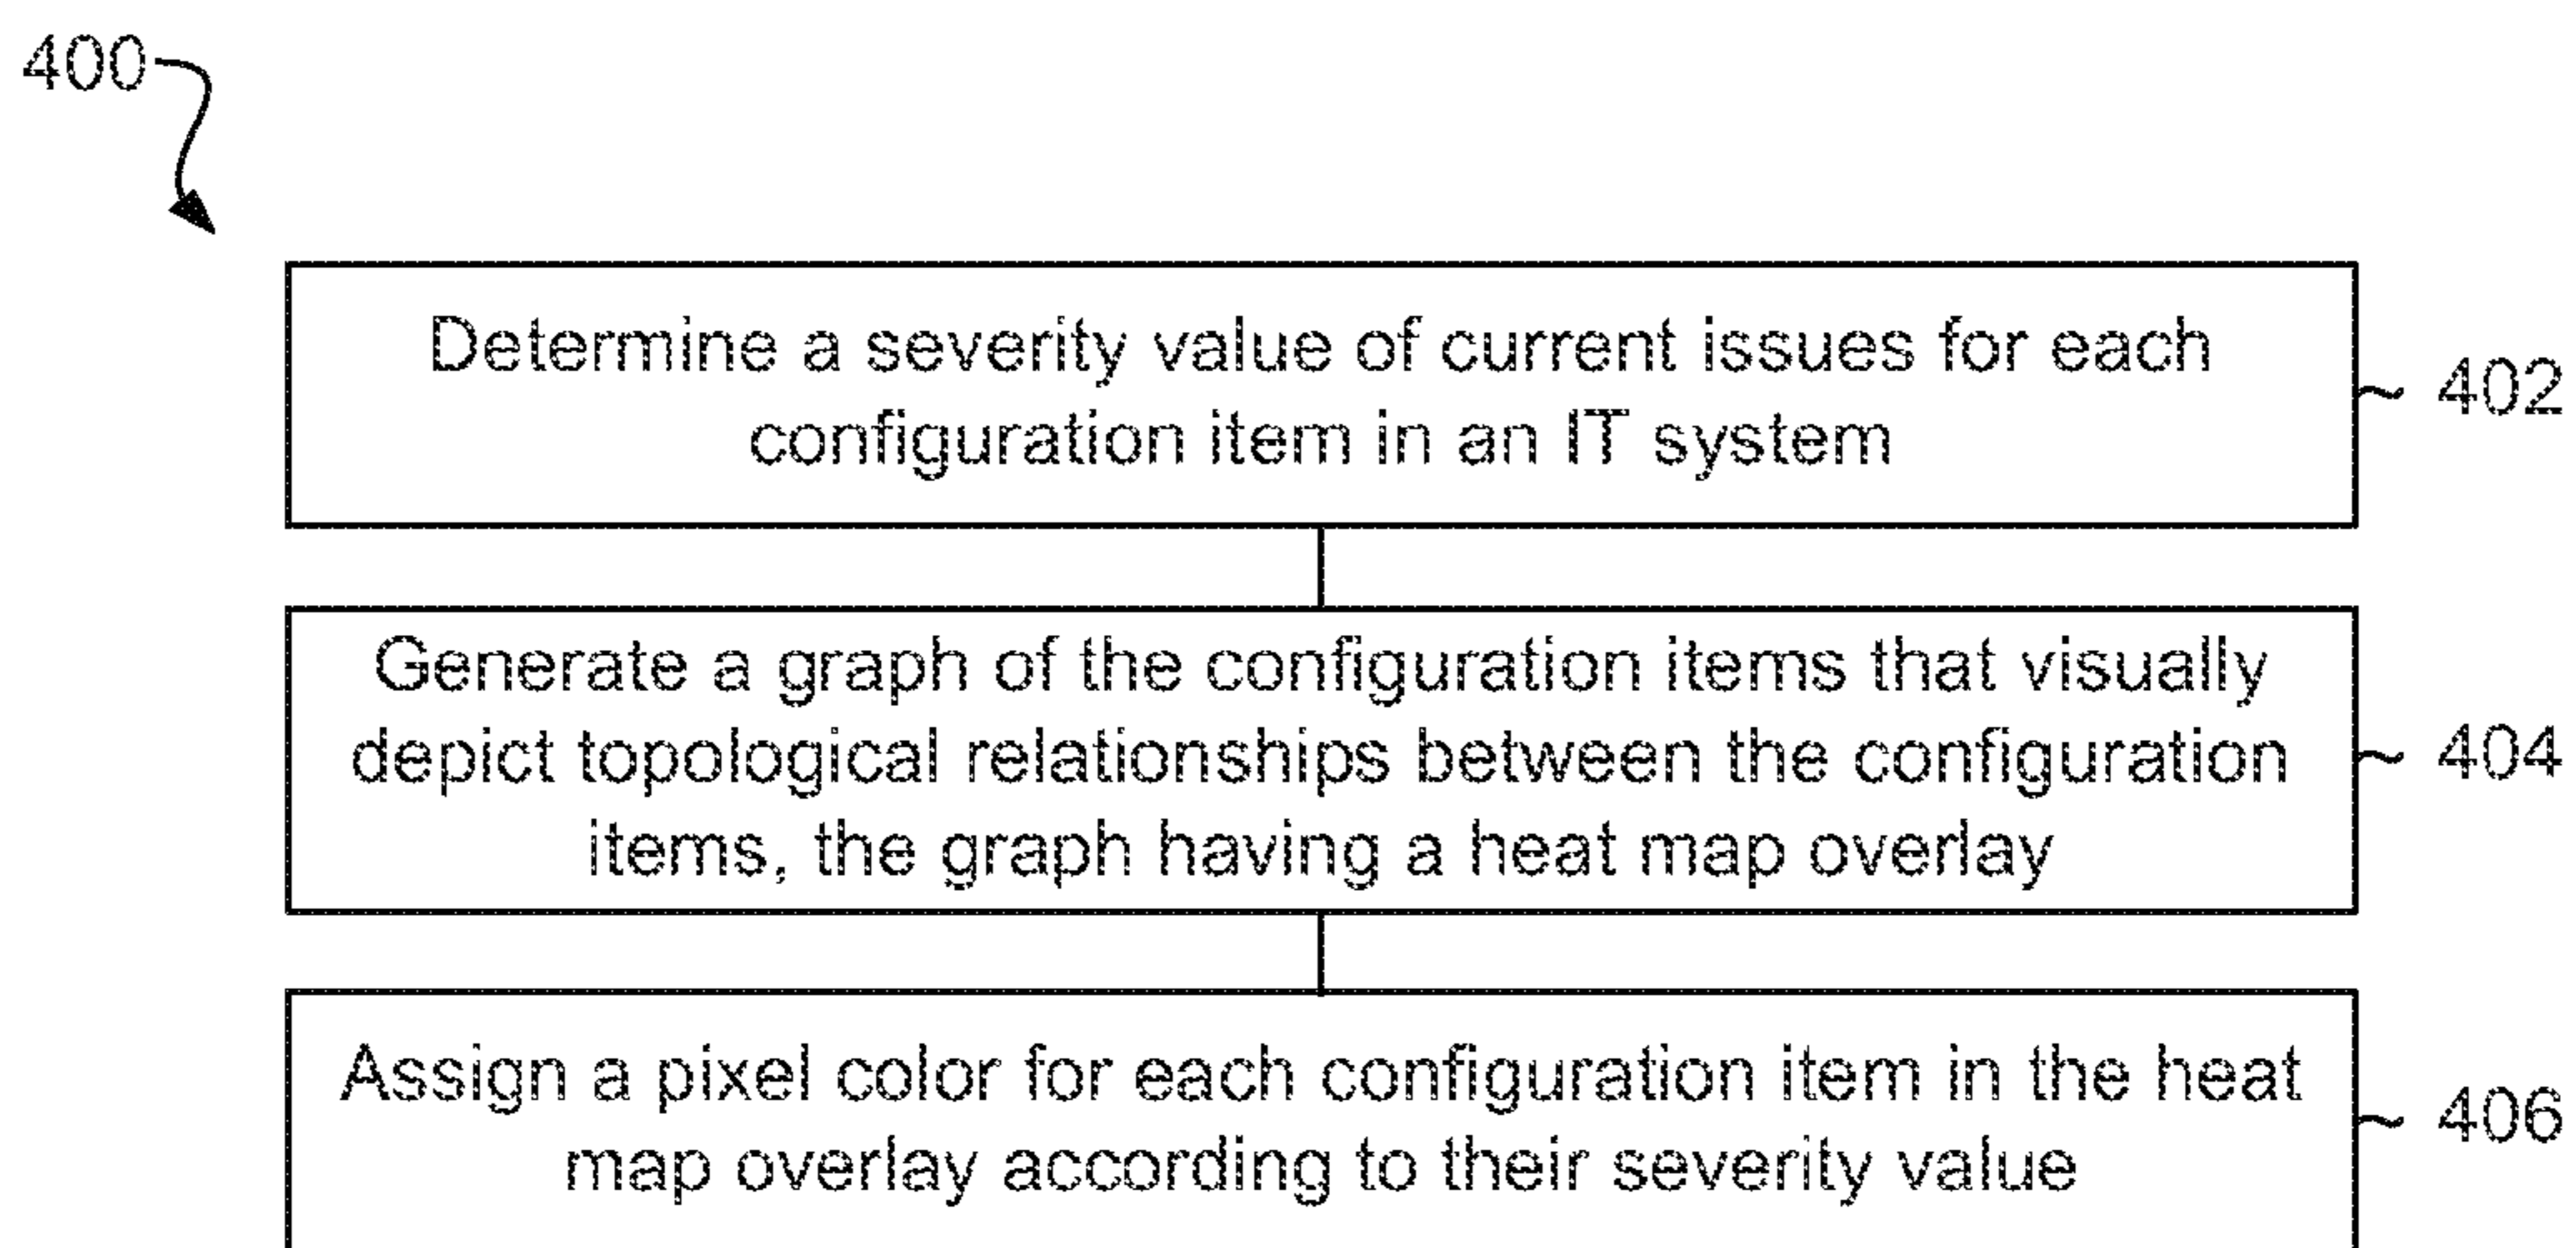 400
Determine a severity value of current issues for each
configuration item in an IT system
402
Generate a graph of the configuration items that visually
depict topological relationships between the configuration
items, the graph having a heat map overlay
404
Assign a pixel color for each configuration item in the heat
map overlay according to their severity value
406